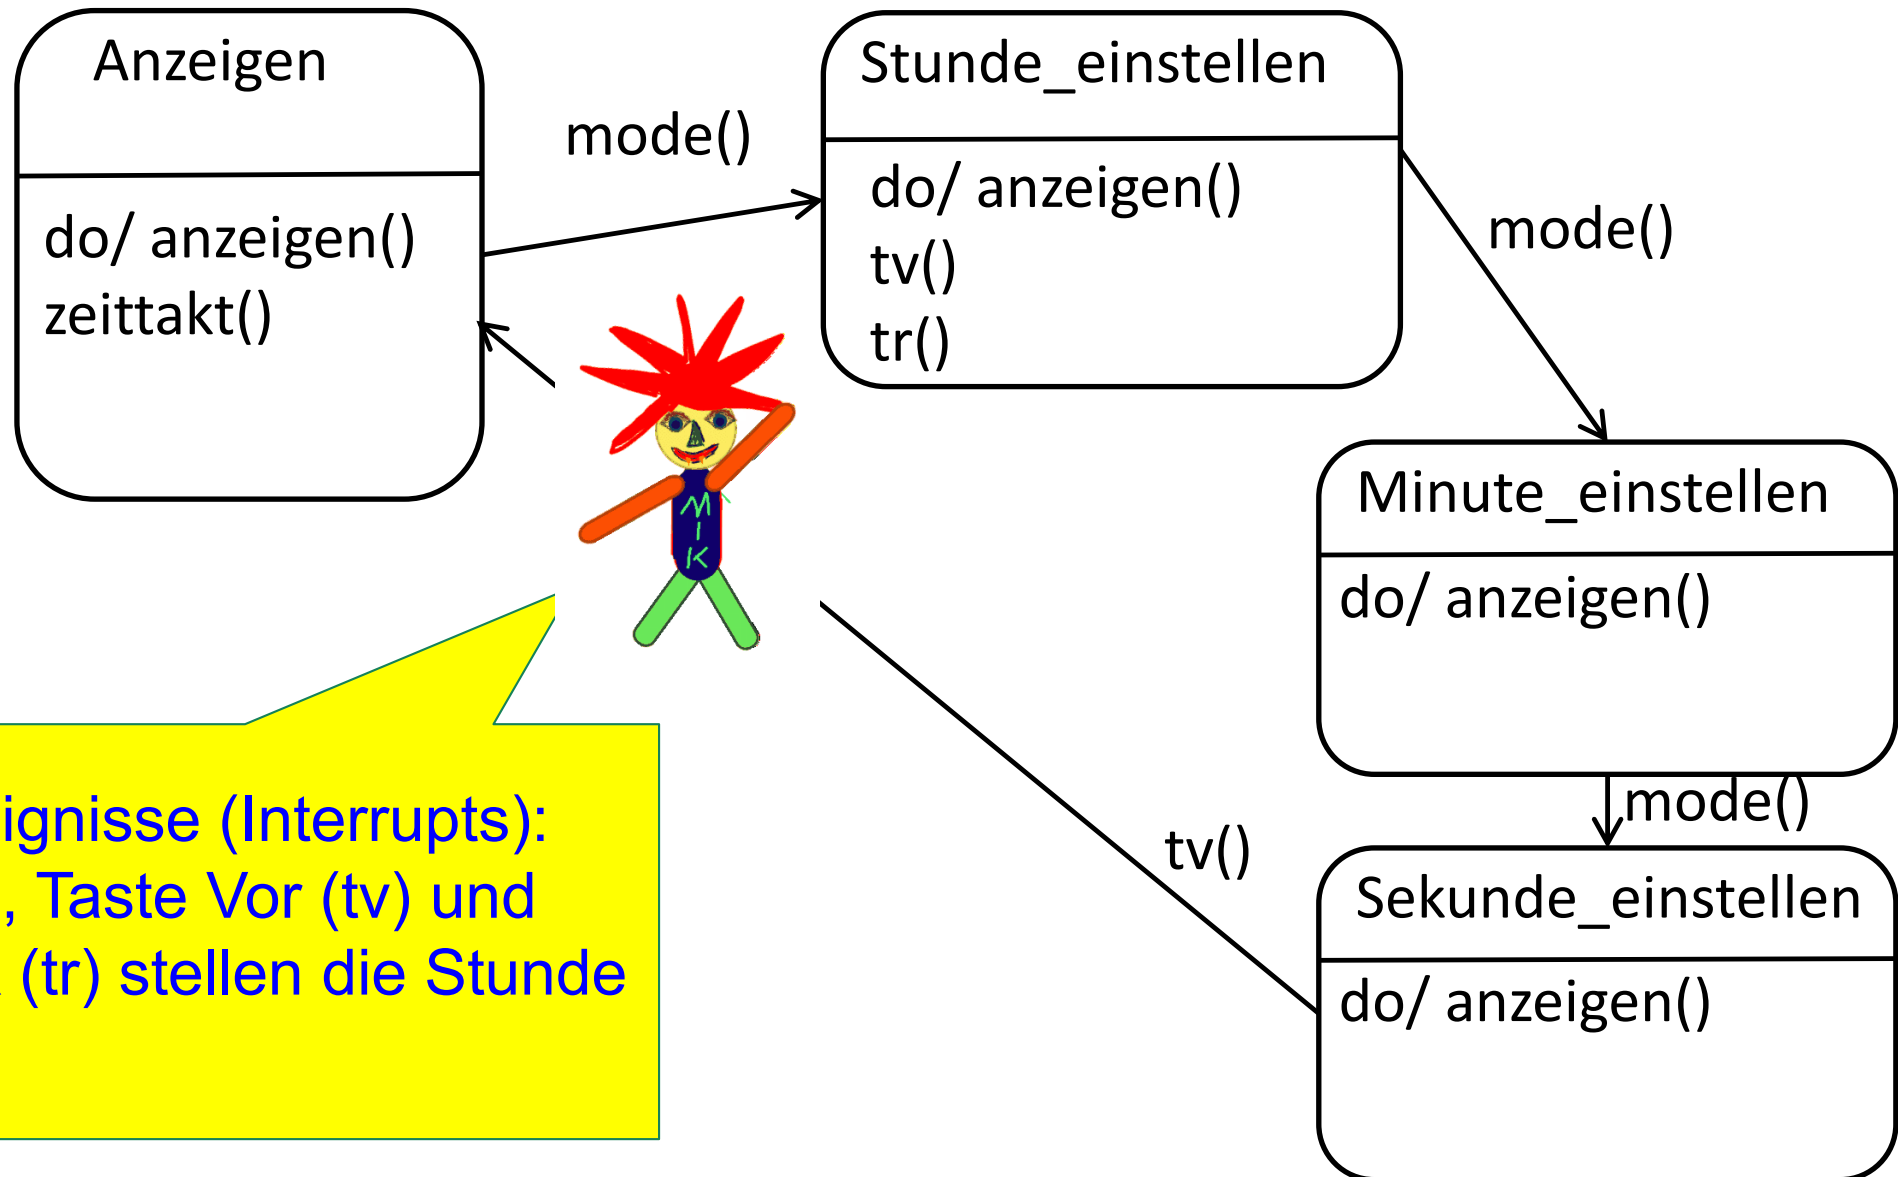 Anzeigen
do/ anzeigen()
zeittakt()
mode()
Stunde_einstellen
do/ anzeigen()
tv()
tr()
mode()
Minute_einstellen
do/ anzeigen()
mode()
Sekunde_einstellen
do/ anzeigen()
tv()
M
I
K
ignisse (Interrupts):
, Taste Vor (tv) und
(tr) stellen die Stunde